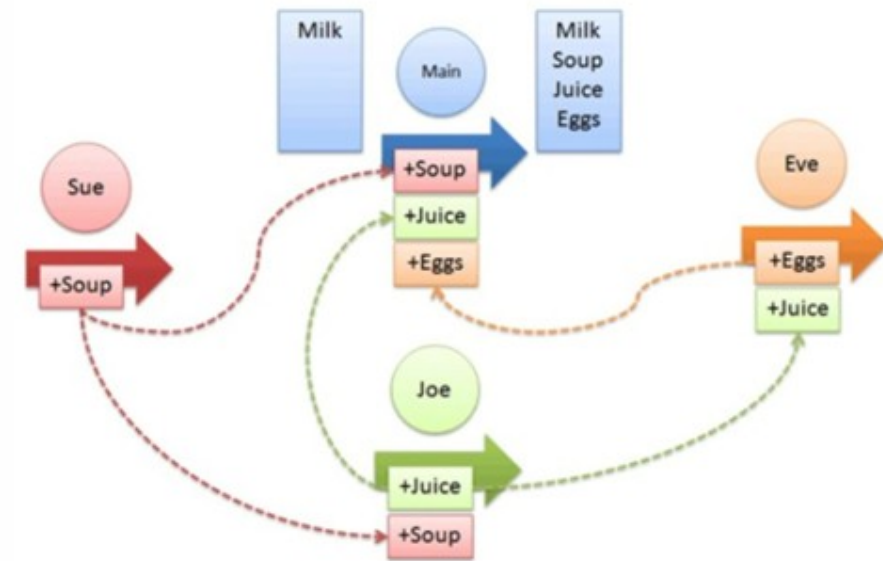 Milk
Main
Milk
Soup
Juice
Eggs
Sue
+Soup
+Soup
+Juice
+Eggs
Eve
+Eggs
+Juice
Joe
+Juice
+Soup